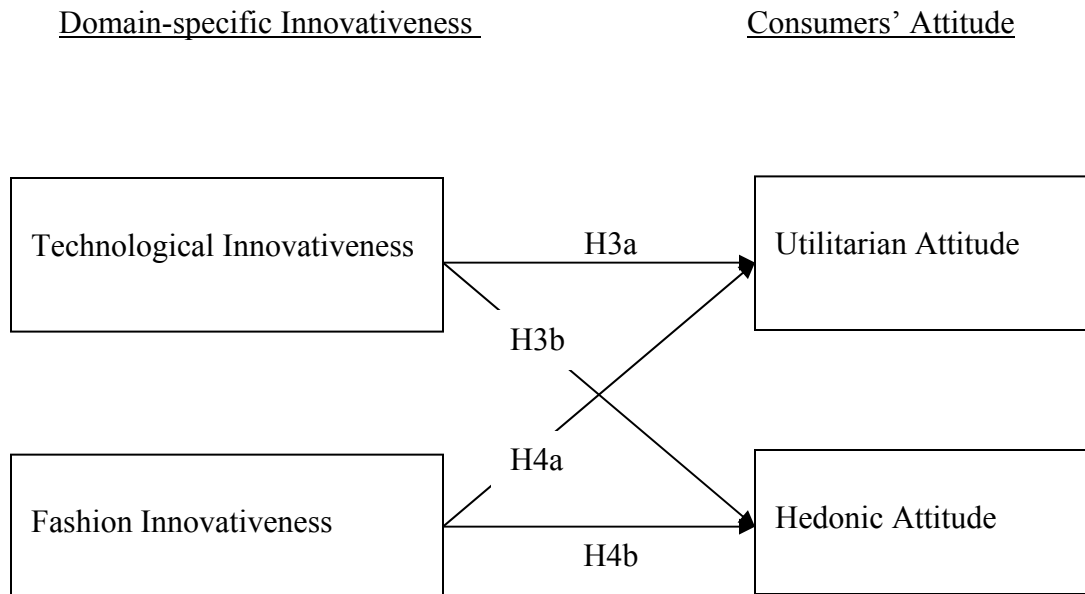 Domain-specific Innovativeness
Consumers’ Attitude
Technological Innovativeness
H3a
Utilitarian Attitude
H3b
H4a
Fashion Innovativeness
Hedonic Attitude
H4b